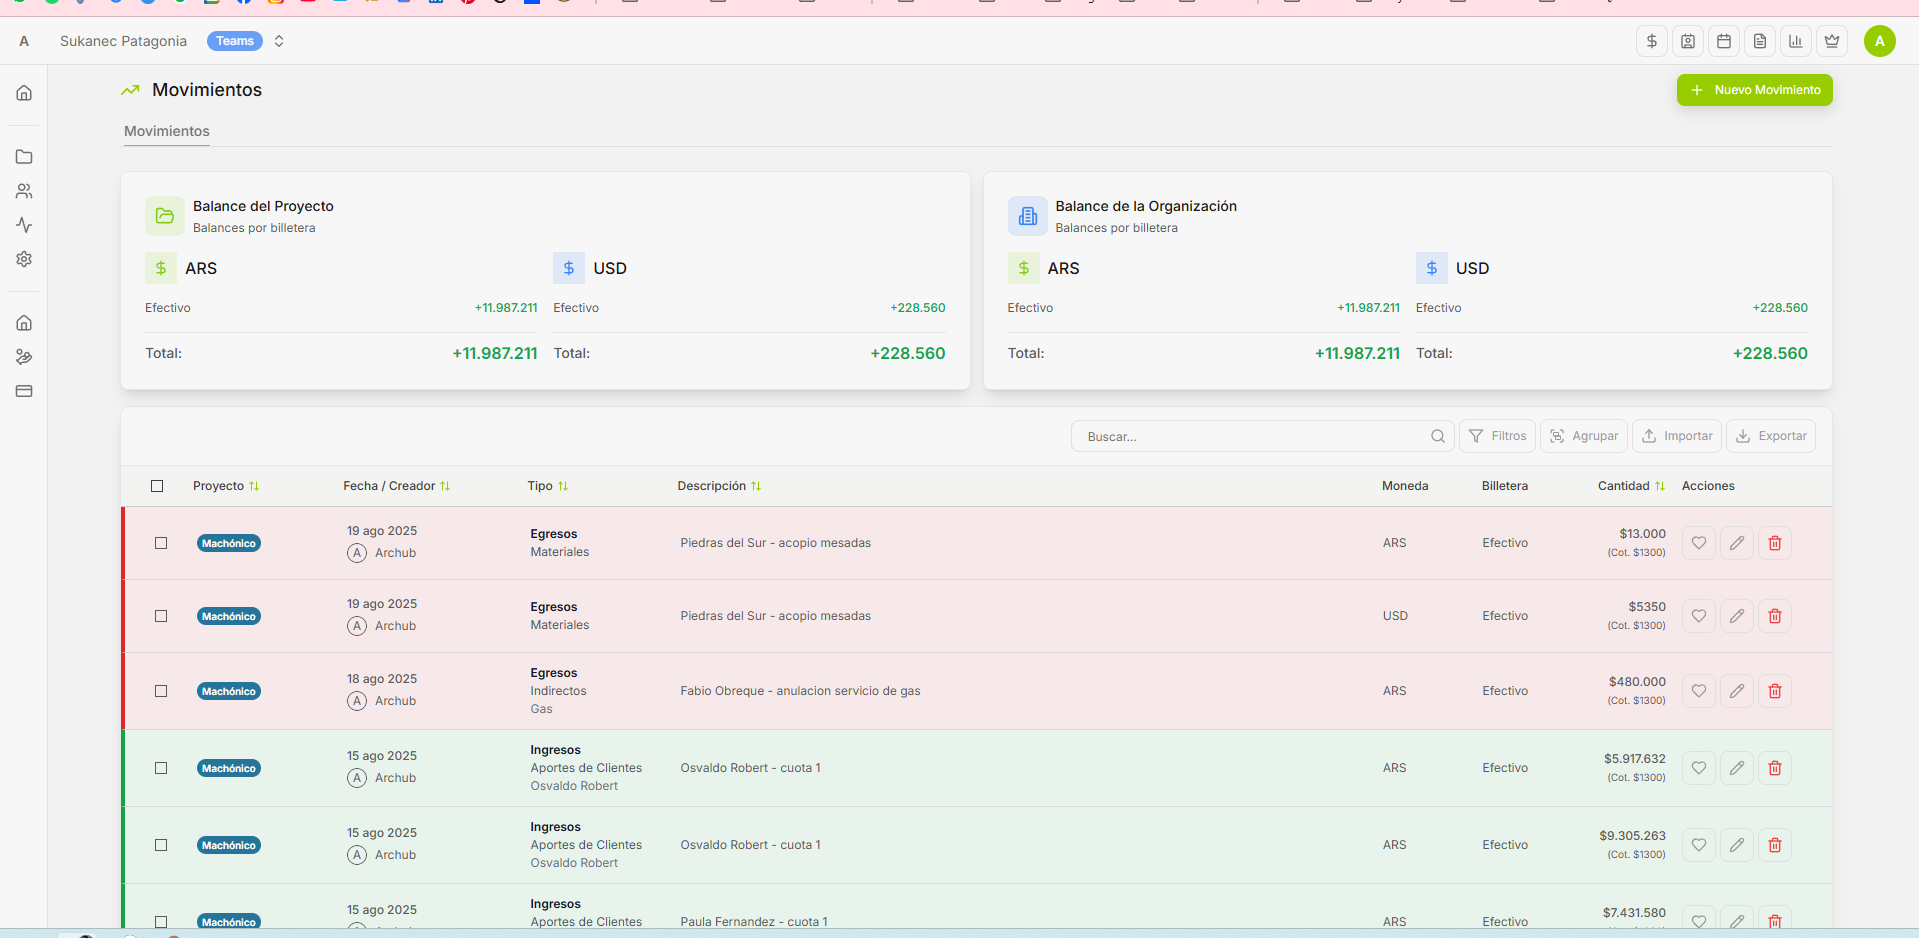 A Sukanec Patagonia Teams A
Movimientos + Nuevo Movimiento
Movimientos
Balance del Proyecto
Balances por billetera
$ ARS $ USD
Efectivo +11.987.211 Efectivo +228.560
Total: +11.987.211 Total: +228.560
Balance de la Organización
Balances por billetera
$ ARS $ USD
Efectivo +11.987.211 Efectivo +228.560
Total: +11.987.211 Total: +228.560
Buscar... Filtros Agrupar Importar Exportar
Proyecto Fecha / Creador Tipo Descripción Moneda Billetera Cantidad Acciones
Machónico 19 ago 2025 Egresos Piedras del Sur - acopio mesadas ARS Efectivo $13.000
A Archub Materiales (Cot. $1300)
Machónico 19 ago 2025 Egresos Piedras del Sur - acopio mesadas USD Efectivo $5350
A Archub Materiales (Cot. $1300)
Machónico 18 ago 2025 Egresos Fabio Obreque - anulacion servicio de gas ARS Efectivo $480.000
A Archub Indirectos (Cot. $1300)
Gas
Machónico 15 ago 2025 Ingresos Osvaldo Robert - cuota 1 ARS Efectivo $5.917.632
A Archub Aportes de Clientes (Cot. $1300)
Osvaldo Robert
Machónico 15 ago 2025 Ingresos Osvaldo Robert - cuota 1 ARS Efectivo $9.305.263
A Archub Aportes de Clientes (Cot. $1300)
Osvaldo Robert
Machónico 15 ago 2025 Ingresos Paula Fernandez - cuota 1 ARS Efectivo $7.431.580
Aportes de Clientes